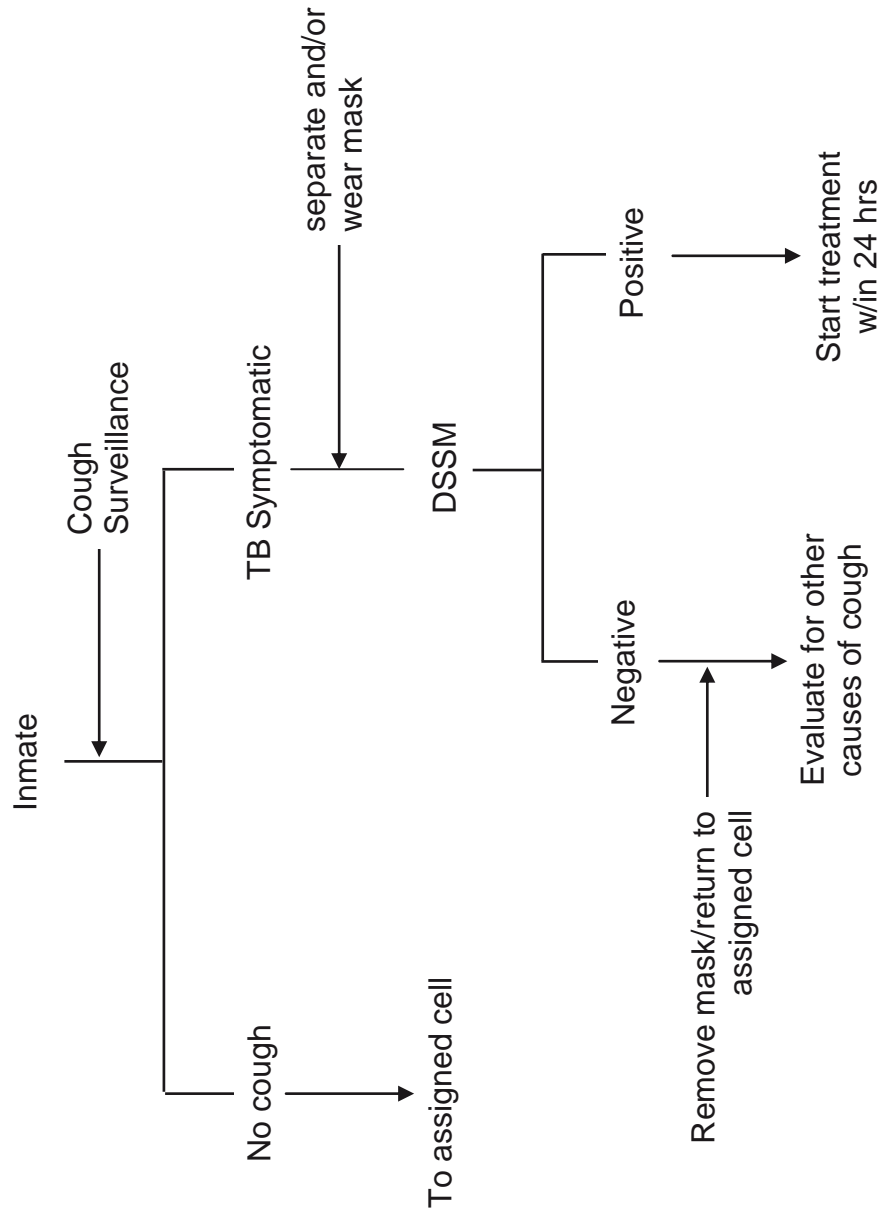 Inmate
Cough
Surveillance
No cough
TB Symptomatic
separate and/or
wear mask
To assigned cell
DSSM
Negative
Positive
Remove mask/return to
assigned cell
Evaluate for other
causes of cough
Start treatment
w/in 24 hrs